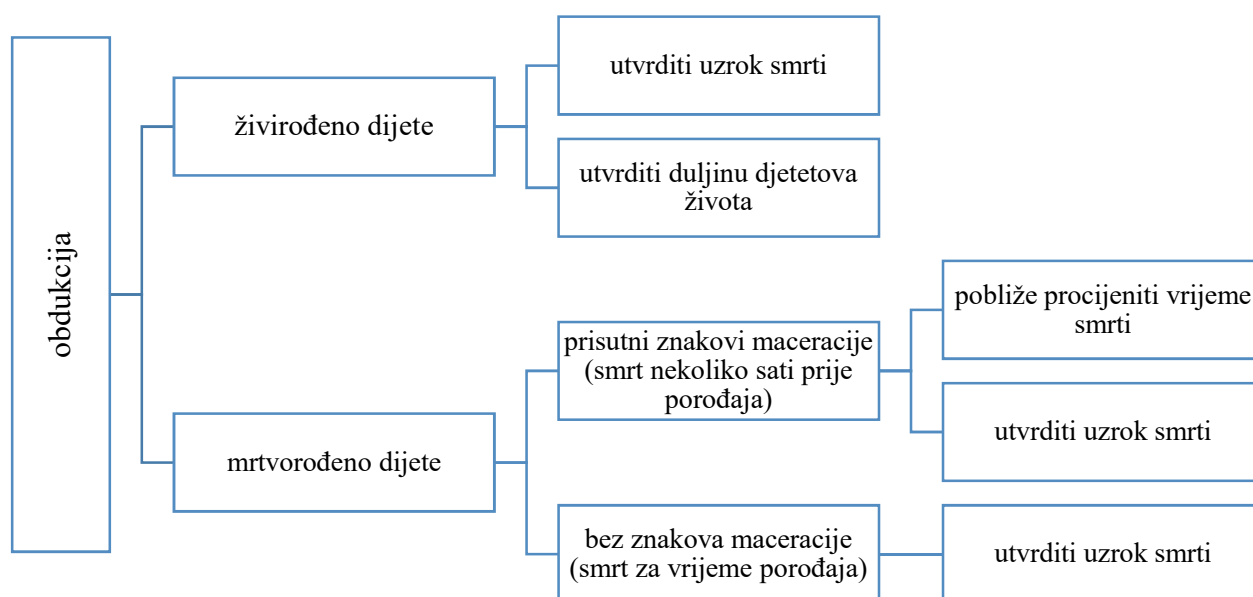 obdukcija
živirođeno dijete
utvrditi uzrok smrti
utvrditi duljinu djetetova
života
mrtvorođeno dijete
prisutni znakovi maceracije
(smrt nekoliko sati prije
porođaja)
pobliže procijeniti vrijeme
smrti
utvrditi uzrok smrti
bez znakova maceracije
(smrt za vrijeme porođaja)
utvrditi uzrok smrti